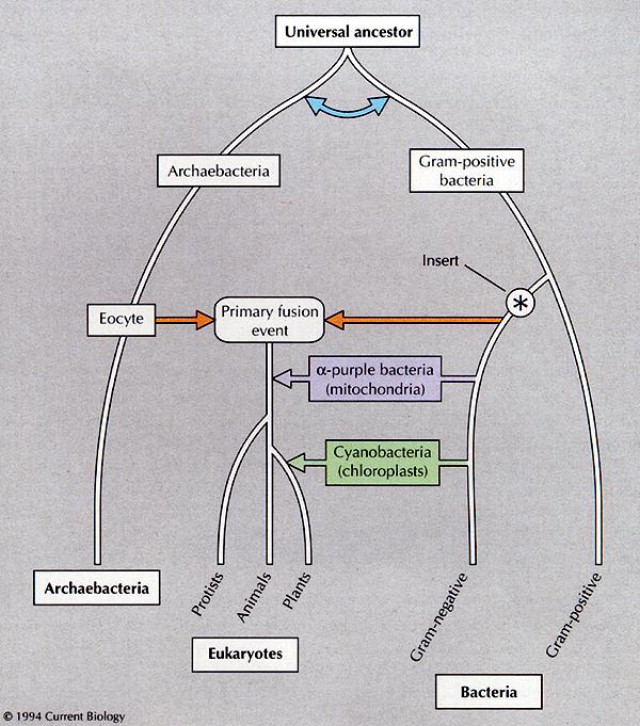 Universal ancestor
Archaebacteria
Gram-positive
bacteria
Insert
*
Eocyte
Primary fusion
event
α-purple bacteria
(mitochondria)
Cyanobacteria
(chloroplasts)
Protists
Animals
Plants
Gram-negative
Gram-positive
Archaebacteria
Eukaryotes
Bacteria
© 1994 Current Biology